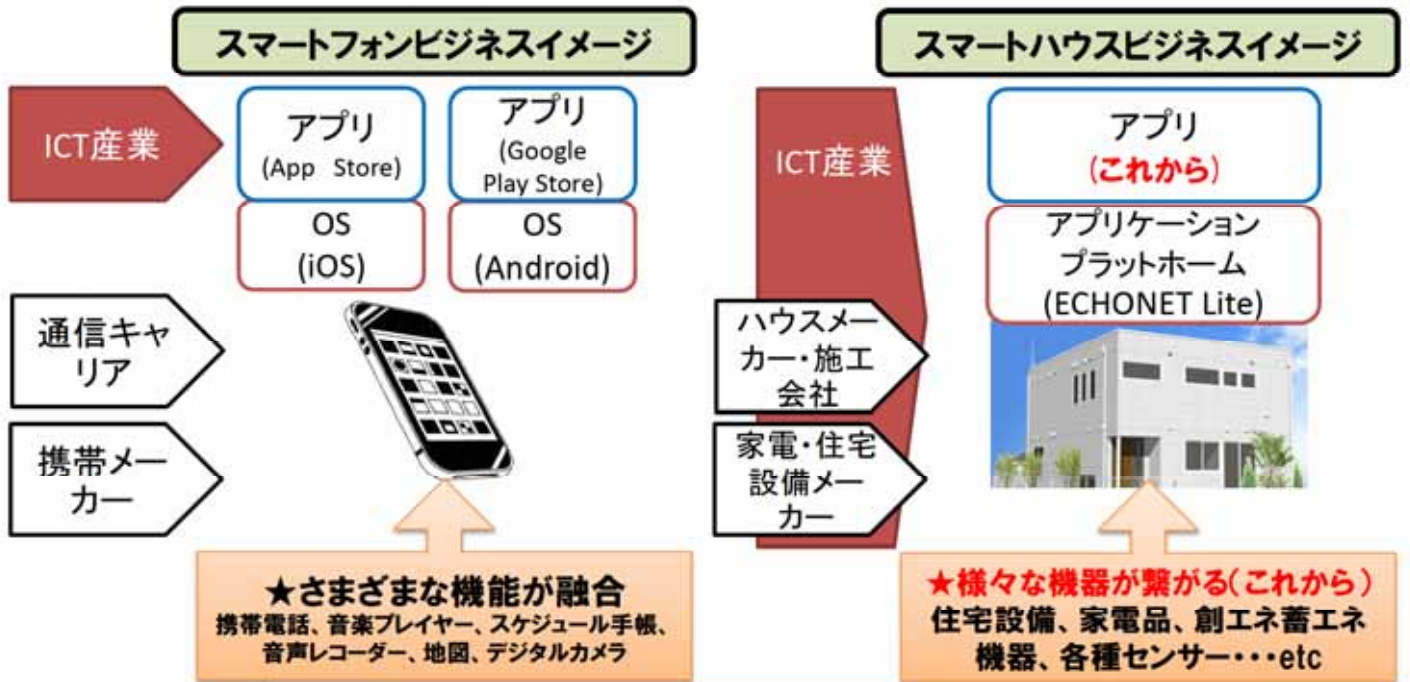 スマートフォンビジネスイメージ
ICT産業
アプリ
(App Store)
アプリ
(Google
Play Store)
OS
(iOS)
OS
(Android)
通信キャ
リア
携帯メー
カー
★さまざまな機能が融合
携帯電話、音楽プレイヤー、スケジュール手帳、
音声レコーダー、地図、デジタルカメラ
スマートハウスビジネスイメージ
ICT産業
アプリ
(これから)
アプリケーション
プラットホーム
(ECHONET Lite)
ハウスメー
カー・施工
会社
家電・住宅
設備メー
カー
★様々な機器が繋がる(これから)
住宅設備、家電品、創エネ蓄エネ
機器、各種センサー・・・etc